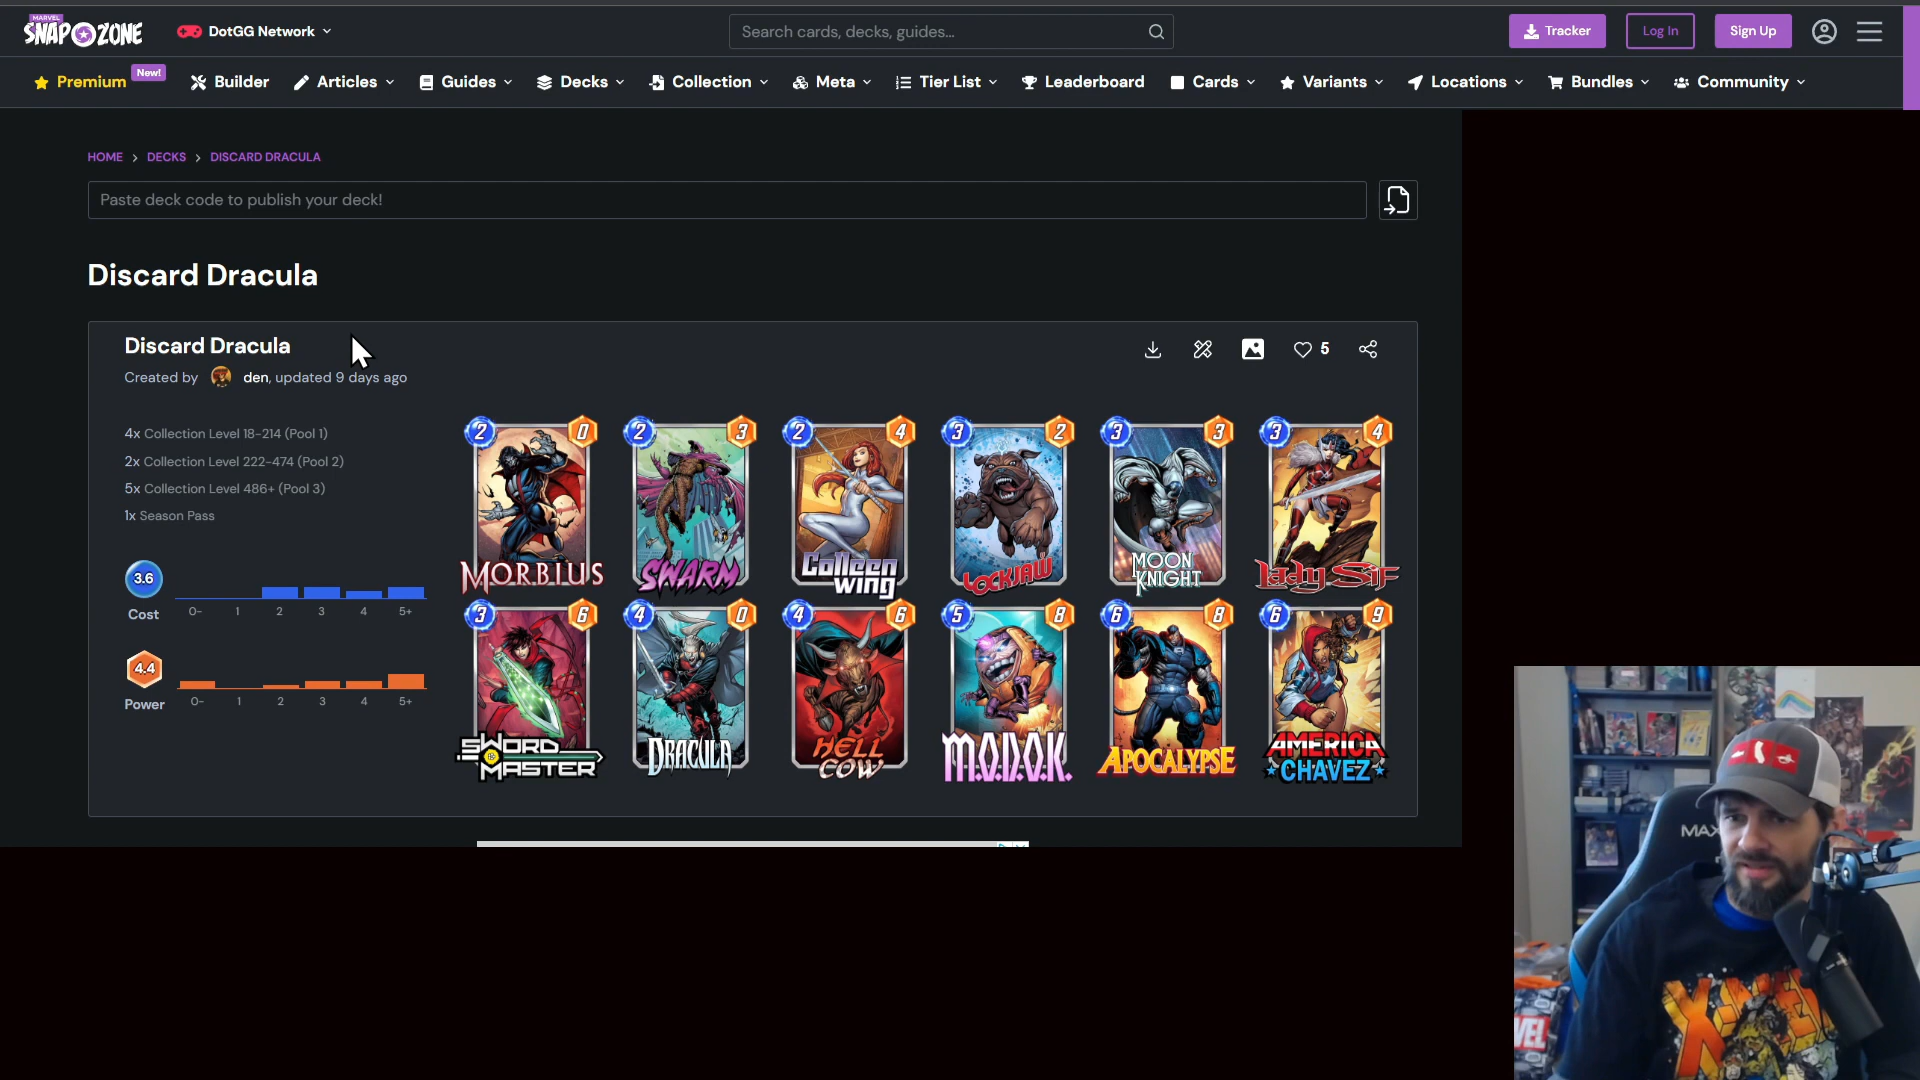 MARVEL
SNAP ZONE
DotGG Network
Search cards, decks, guides...
Tracker
Log In
Sign Up
Premium
New!
Builder
Articles
Guides
Decks
Collection
Meta
Tier List
Leaderboard
Cards
Variants
Locations
Bundles
Community
HOME > DECKS > DISCARD DRACULA
Paste deck code to publish your deck!
Discard Dracula
Discard Dracula
5
Created by den, updated 9 days ago
4x Collection Level 18-214 (Pool 1)
2x Collection Level 222-474 (Pool 2)
5x Collection Level 486+ (Pool 3)
1x Season Pass
3.6
Cost
0- 1 2 3 4 5+
4.4
Power
0- 1 2 3 4 5+
2 0
MORBIUS
2 3
SWARM
2 4
Colleen Wing
3 2
LOCKJAW
3 3
MOON KNIGHT
3 4
Lady Sif
3 6
SWORD MASTER
4 0
DRACULA
4 6
HELL COW
5 8
M.O.D.O.K.
6 8
APOCALYPSE
6 9
AMERICA CHAVEZ
MAX
X-MEN